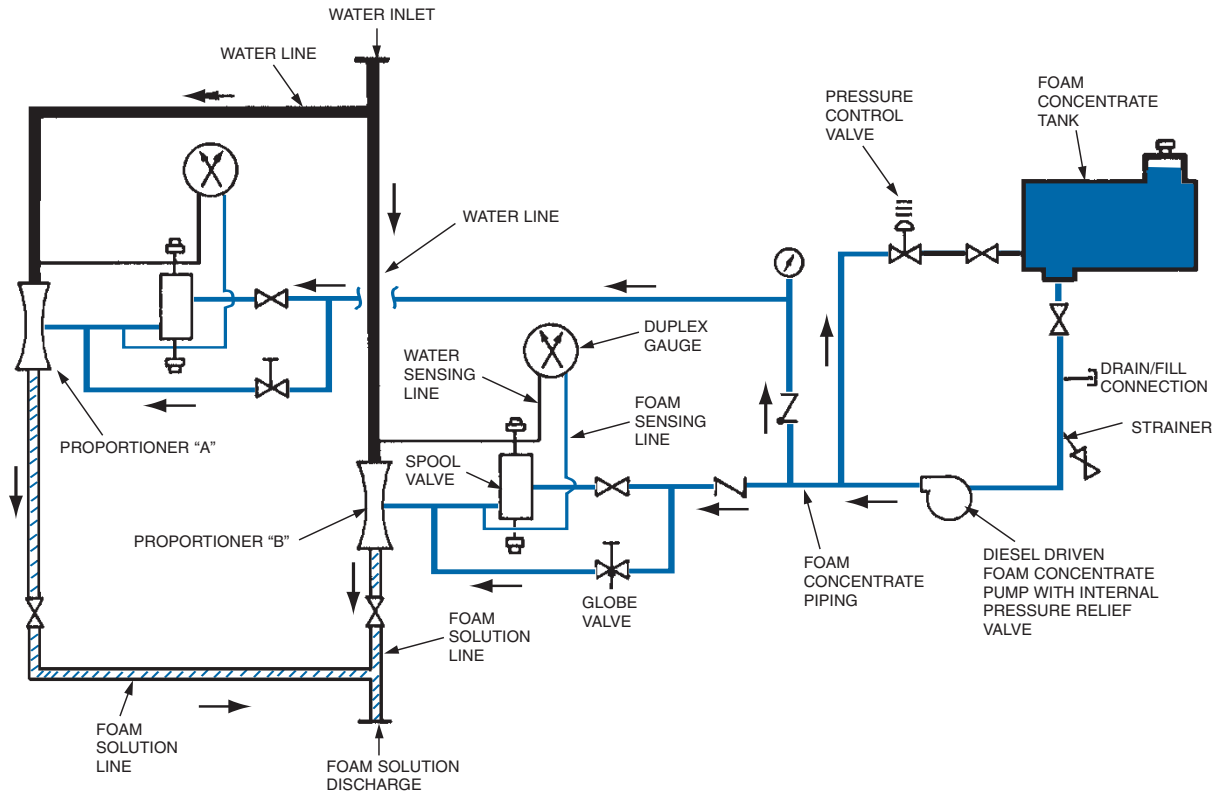 WATER INLET
WATER LINE
PRESSURE
CONTROL
VALVE
FOAM
CONCENTRATE
TANK
WATER LINE
DUPLEX
GAUGE
WATER
SENSING
LINE
FOAM
SENSING
LINE
DRAIN/FILL
CONNECTION
STRAINER
PROPORTIONER “A”
SPOOL
VALVE
PROPORTIONER “B”
GLOBE
VALVE
FOAM
CONCENTRATE
PIPING
DIESEL DRIVEN
FOAM CONCENTRATE
PUMP WITH INTERNAL
PRESSURE RELIEF
VALVE
FOAM
SOLUTION
LINE
FOAM
SOLUTION
LINE
FOAM SOLUTION
DISCHARGE